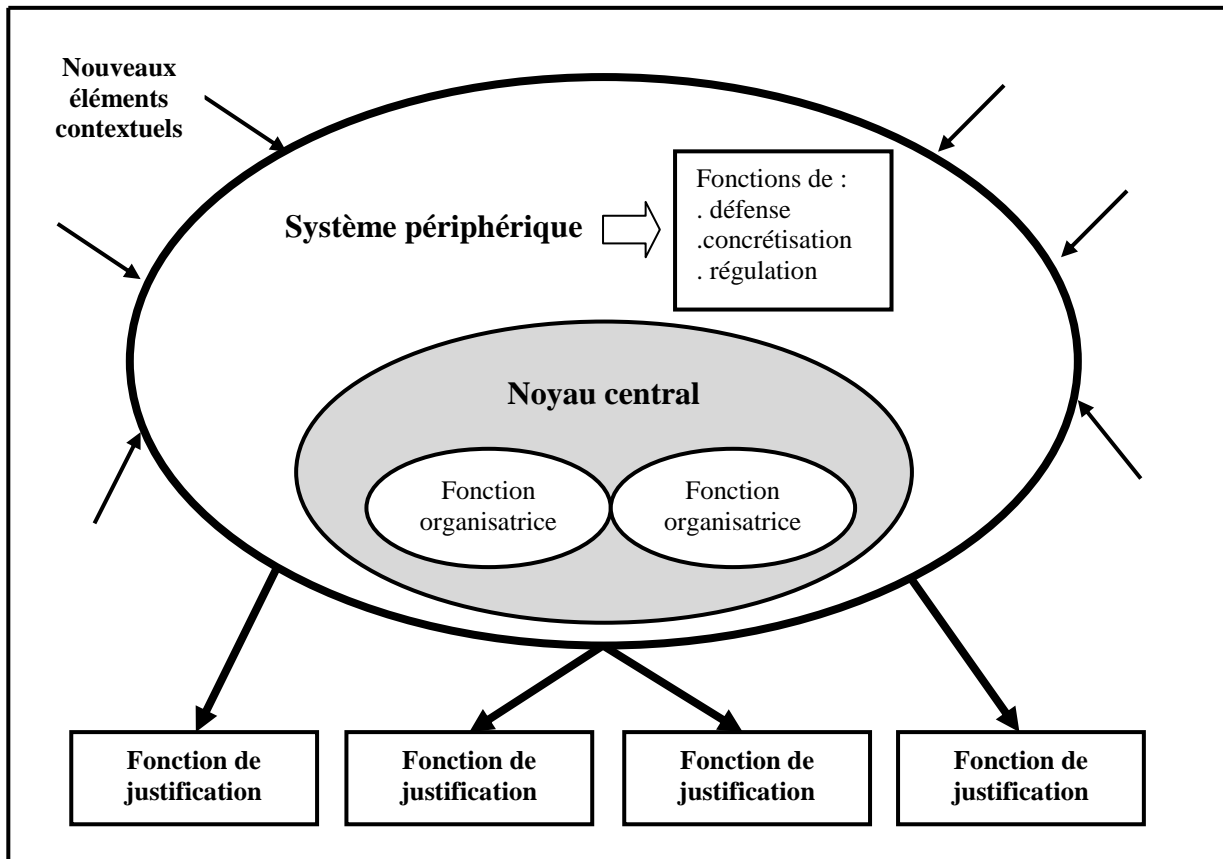 Nouveaux
éléments
contextuels
Fonctions de :
. défense
.concrétisation
. régulation
Système périphérique
Noyau central
Fonction
organisatrice
Fonction
organisatrice
Fonction de
justification
Fonction de
justification
Fonction de
justification
Fonction de
justification